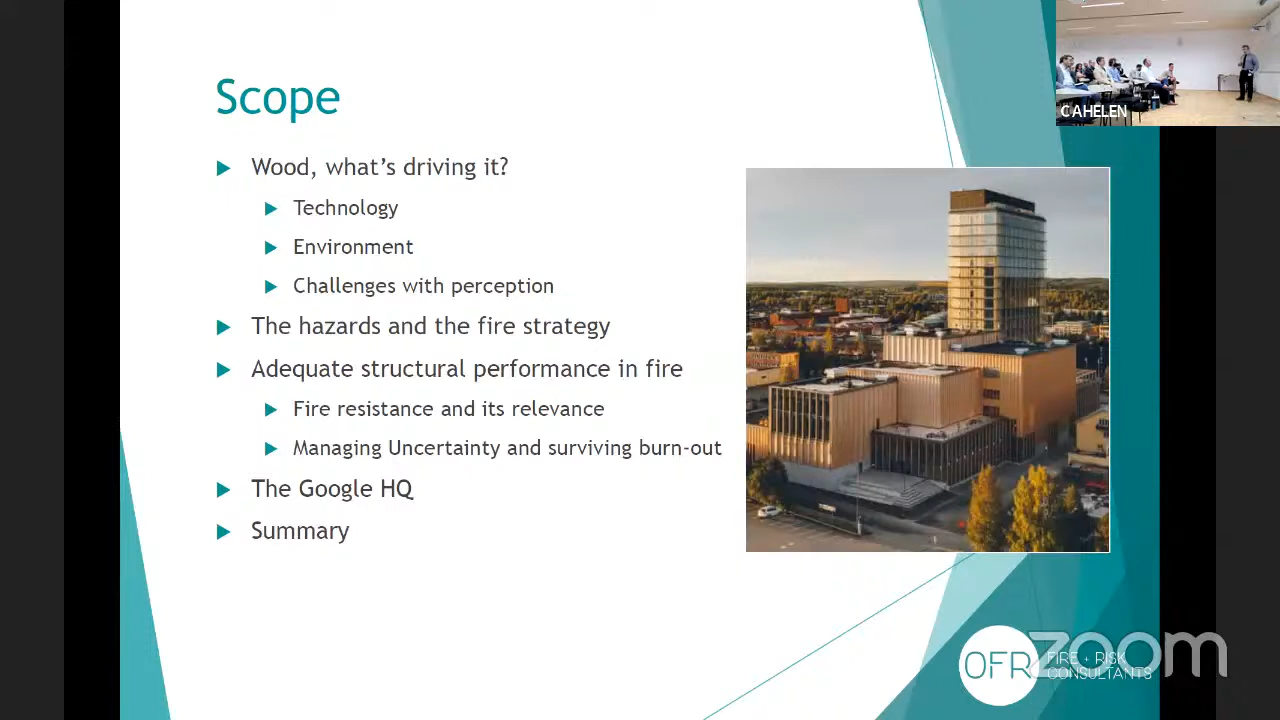 CAHELEN
Scope
Wood, what's driving it?
Technology
Environment
Challenges with perception
The hazards and the fire strategy
Adequate structural performance in fire
Fire resistance and its relevance
Managing Uncertainty and surviving burn-out
The Google HQ
Summary
OFR
FIRE + RISK
CONSULTANTS
zoom